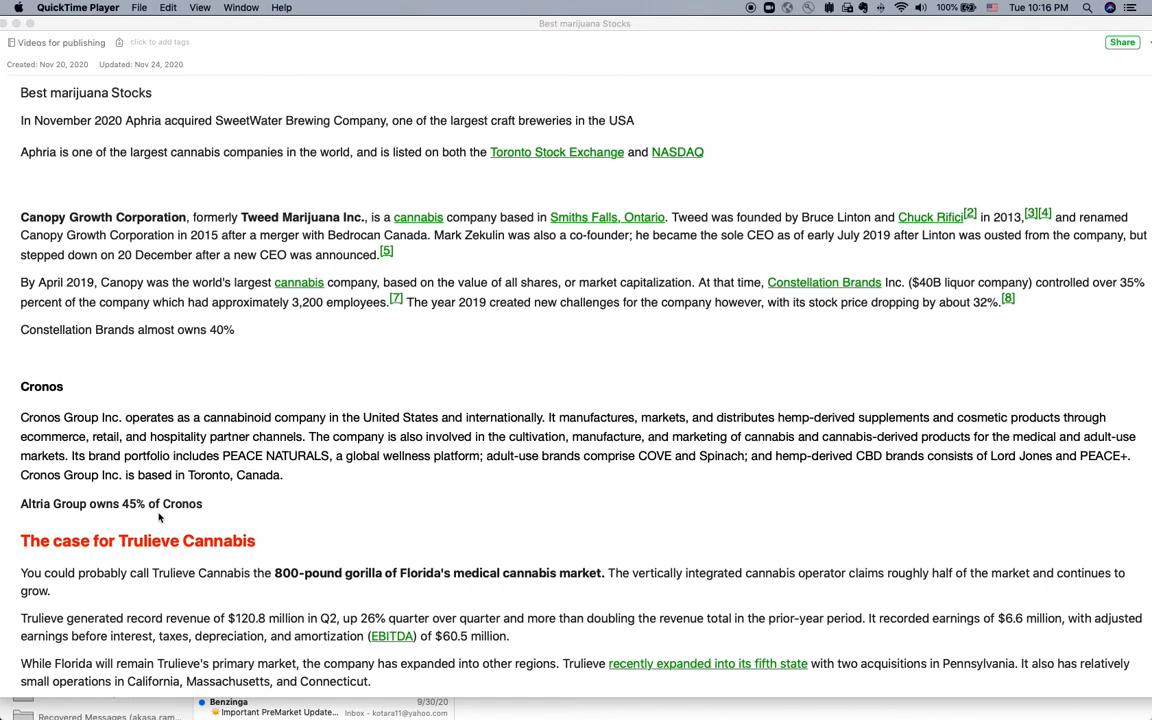 QuickTime Player File Edit View Window Help 100% Tue 10:16 PM
Best marijuana Stocks
Videos for publishing click to add tags Share
Created: Nov 20, 2020 Updated: Nov 24, 2020
Best marijuana Stocks
In November 2020 Aphria acquired SweetWater Brewing Company, one of the largest craft breweries in the USA
Aphria is one of the largest cannabis companies in the world, and is listed on both the Toronto Stock Exchange and NASDAQ
Canopy Growth Corporation, formerly Tweed Marijuana Inc., is a cannabis company based in Smiths Falls, Ontario. Tweed was founded by Bruce Linton and Chuck Rifici[2] in 2013,[3][4] and renamed
Canopy Growth Corporation in 2015 after a merger with Bedrocan Canada. Mark Zekulin was also a co-founder; he became the sole CEO as of early July 2019 after Linton was ousted from the company, but
stepped down on 20 December after a new CEO was announced.[5]
By April 2019, Canopy was the world's largest cannabis company, based on the value of all shares, or market capitalization. At that time, Constellation Brands Inc. ($40B liquor company) controlled over 35%
percent of the company which had approximately 3,200 employees.[7] The year 2019 created new challenges for the company however, with its stock price dropping by about 32%.[8]
Constellation Brands almost owns 40%
Cronos
Cronos Group Inc. operates as a cannabinoid company in the United States and internationally. It manufactures, markets, and distributes hemp-derived supplements and cosmetic products through
ecommerce, retail, and hospitality partner channels. The company is also involved in the cultivation, manufacture, and marketing of cannabis and cannabis-derived products for the medical and adult-use
markets. Its brand portfolio includes PEACE NATURALS, a global wellness platform; adult-use brands comprise COVE and Spinach; and hemp-derived CBD brands consists of Lord Jones and PEACE+.
Cronos Group Inc. is based in Toronto, Canada.
Altria Group owns 45% of Cronos
The case for Trulieve Cannabis
You could probably call Trulieve Cannabis the 800-pound gorilla of Florida's medical cannabis market. The vertically integrated cannabis operator claims roughly half of the market and continues to
grow.
Trulieve generated record revenue of $120.8 million in Q2, up 26% quarter over quarter and more than doubling the revenue total in the prior-year period. It recorded earnings of $6.6 million, with adjusted
earnings before interest, taxes, depreciation, and amortization (EBITDA) of $60.5 million.
While Florida will remain Trulieve's primary market, the company has expanded into other regions. Trulieve recently expanded into its fifth state with two acquisitions in Pennsylvania. It also has relatively
small operations in California, Massachusetts, and Connecticut.
Benzinga 9/30/20
Recovered Messages (akasa.ram... Important PreMarket Update... Inbox - kotara11@yahoo.com